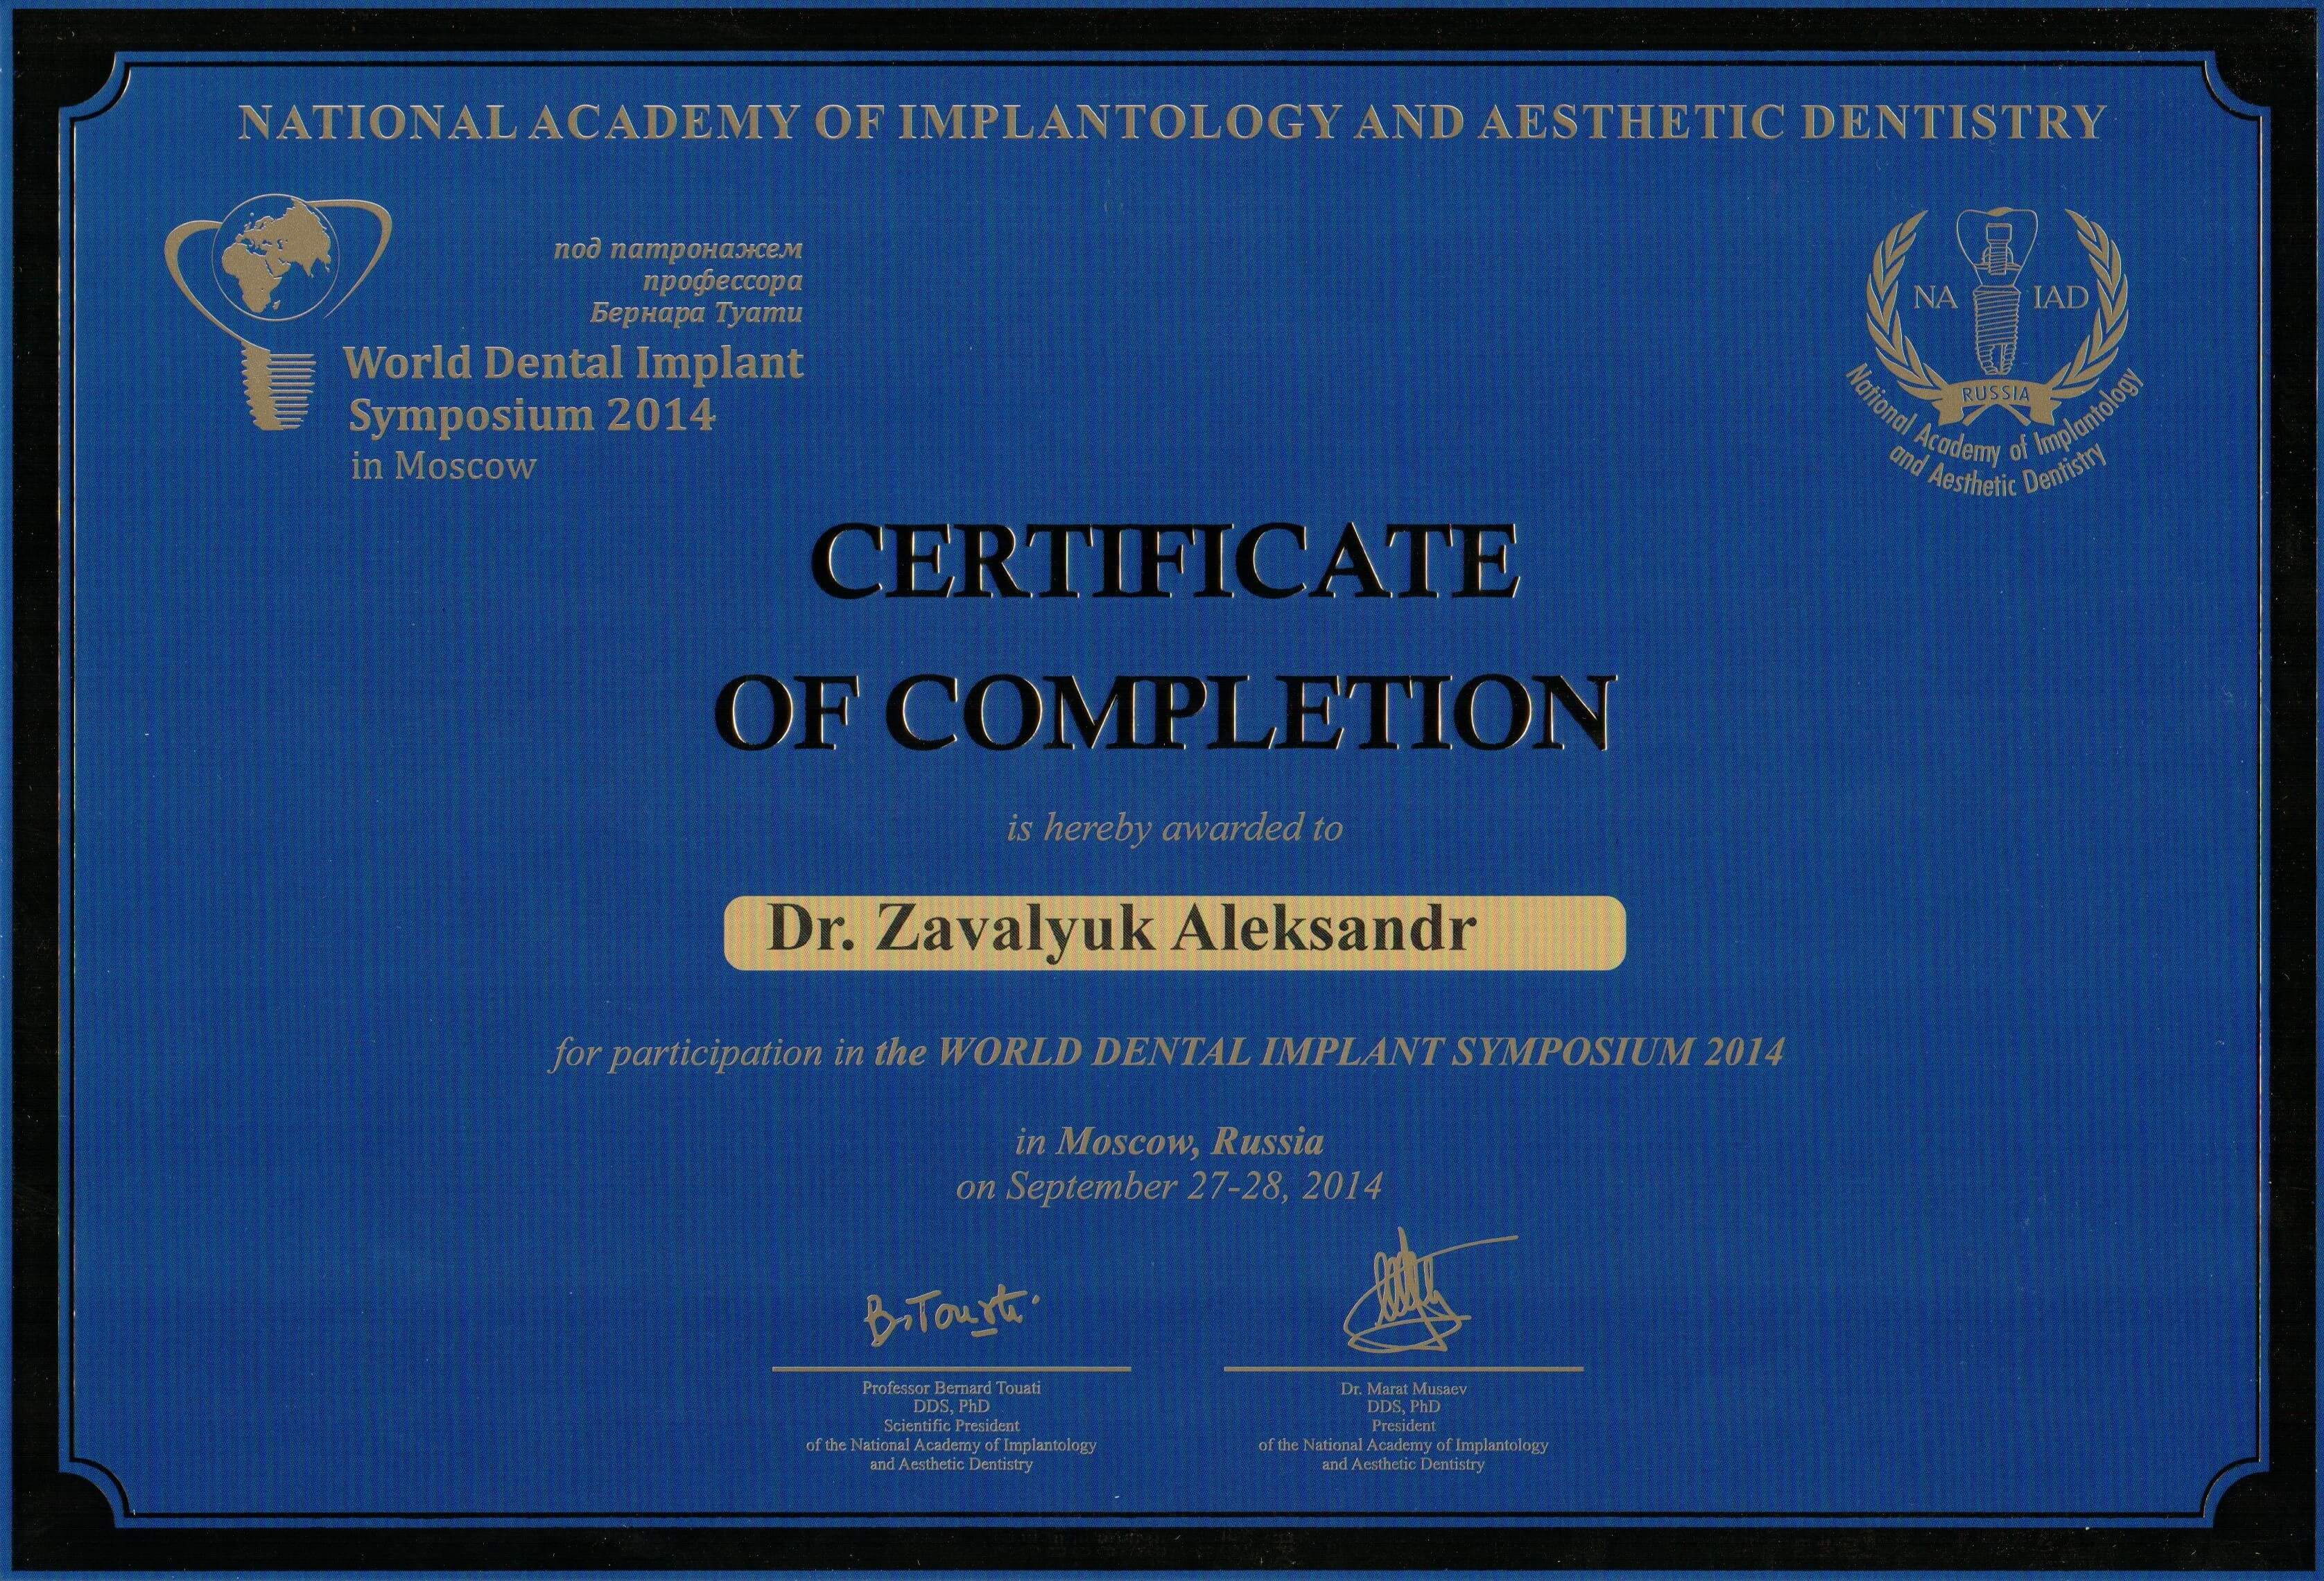 NATIONAL ACADEMY OF IMPLANTOLOGY AND AESTHETIC DENTISTRY
под патронажем
профессора
Бернара Туати
World Dental Implant
Symposium 2014
in Moscow
NA IAD
RUSSIA
National Academy of Implantology
and Aesthetic Dentistry
CERTIFICATE
OF COMPLETION
is hereby awarded to
Dr. Zavalyuk Aleksandr
for participation in the WORLD DENTAL IMPLANT SYMPOSIUM 2014
in Moscow, Russia
on September 27-28, 2014
B. Touati
Professor Bernard Touati
DDS, PhD
Scientific President
of the National Academy of Implantology
and Aesthetic Dentistry
Dr. Marat Musaev
DDS, PhD
President
of the National Academy of Implantology
and Aesthetic Dentistry